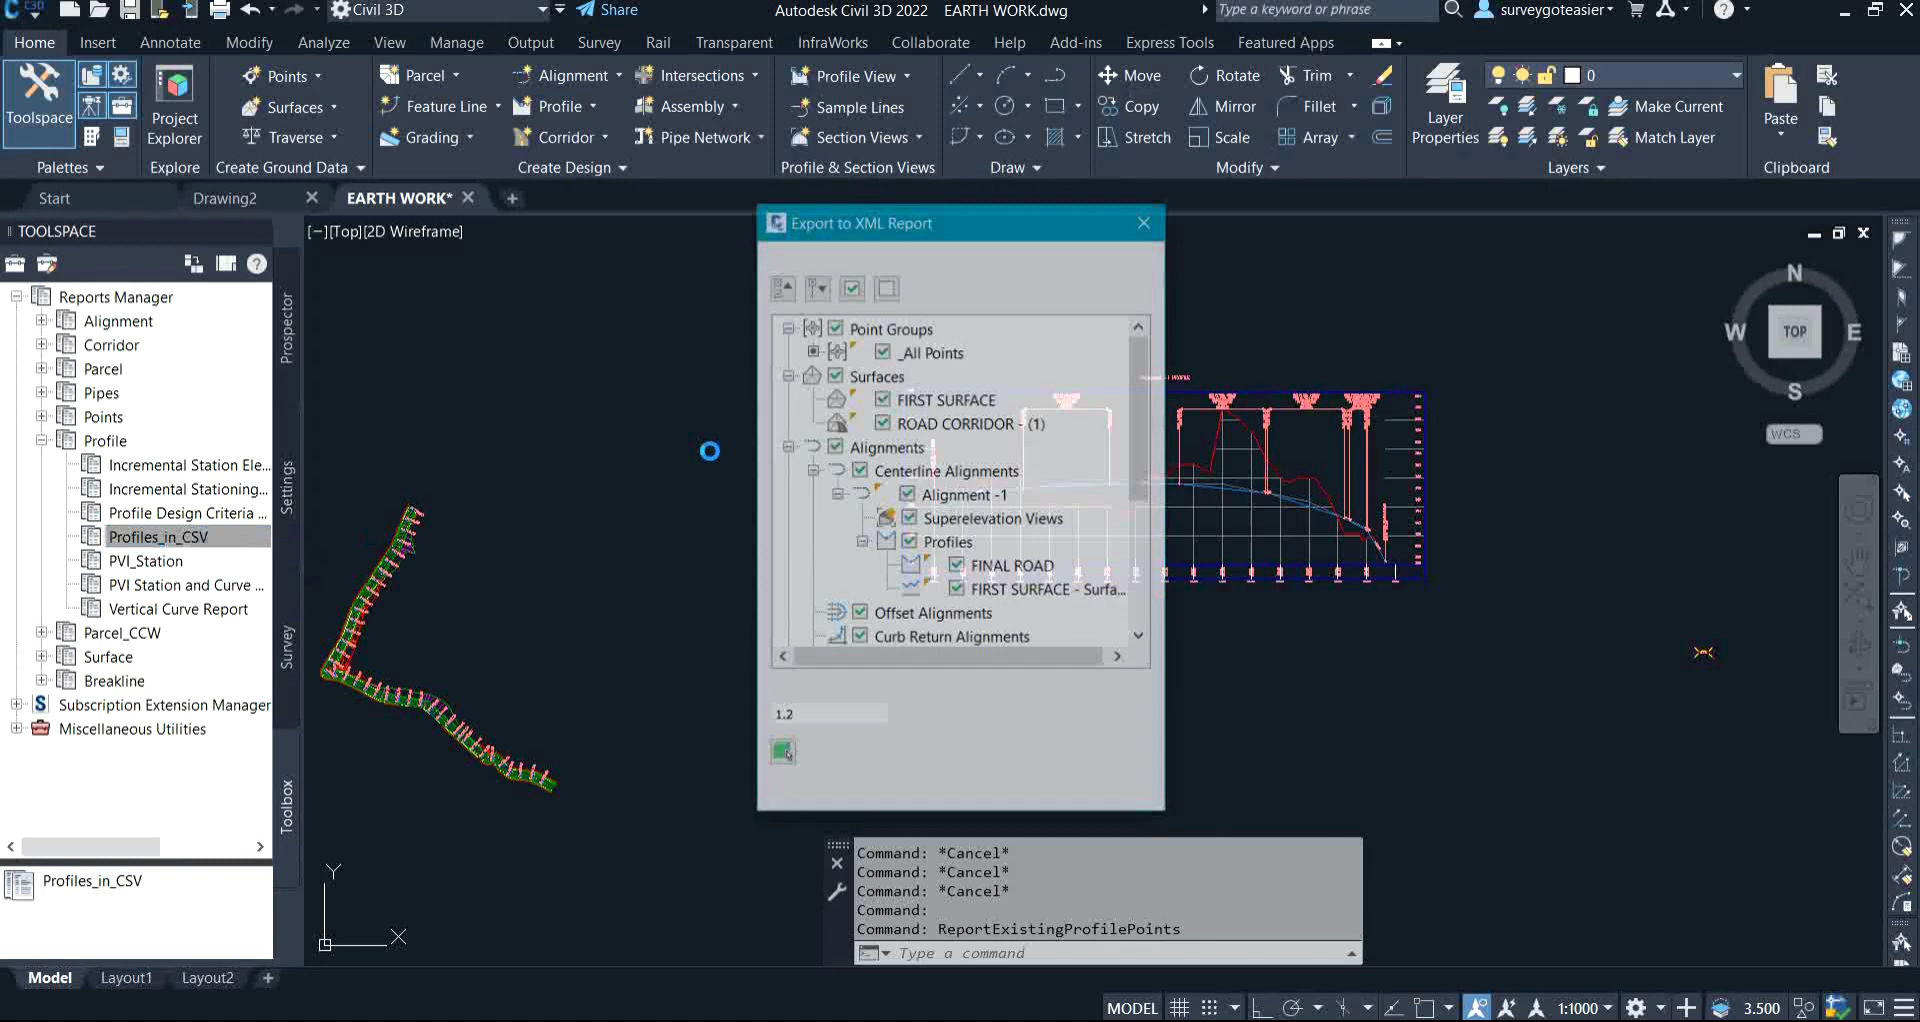 C3D
Civil 3D
Share
Autodesk Civil 3D 2022
EARTH WORK.dwg
Type a keyword or phrase
surveygoteasier
Home
Insert
Annotate
Modify
Analyze
View
Manage
Output
Survey
Rail
Transparent
InfraWorks
Collaborate
Help
Add-ins
Express Tools
Featured Apps
Toolspace
Palettes
Project
Explorer
Explore
Points
Surfaces
Traverse
Create Ground Data
Parcel
Feature Line
Grading
Alignment
Profile
Corridor
Intersections
Assembly
Pipe Network
Create Design
Profile View
Sample Lines
Section Views
Profile & Section Views
Draw
Move
Copy
Stretch
Rotate
Mirror
Scale
Trim
Fillet
Array
Modify
Layer
Properties
0
Make Current
Match Layer
Layers
Paste
Clipboard
Start
Drawing2
EARTH WORK*
TOOLSPACE
Reports Manager
Alignment
Corridor
Parcel
Pipes
Points
Profile
Incremental Station Ele...
Incremental Stationing...
Profile Design Criteria ...
Profiles_in_CSV
PVI_Station
PVI Station and Curve ...
Vertical Curve Report
Parcel_CCW
Surface
Breakline
Subscription Extension Manager
Miscellaneous Utilities
Profiles_in_CSV
Prospector
Settings
Survey
Toolbox
[−][Top][2D Wireframe]
Export to XML Report
Point Groups
_All Points
Surfaces
FIRST SURFACE
ROAD CORRIDOR - (1)
Alignments
Centerline Alignments
Alignment -1
Superelevation Views
Profiles
FINAL ROAD
FIRST SURFACE - Surfa...
Offset Alignments
Curb Return Alignments
1.2
N
W
TOP
E
S
WCS
Y
X
Command: *Cancel*
Command: *Cancel*
Command: *Cancel*
Command:
Command: ReportExistingProfilePoints
Type a command
Model
Layout1
Layout2
MODEL
1:1000
3.500